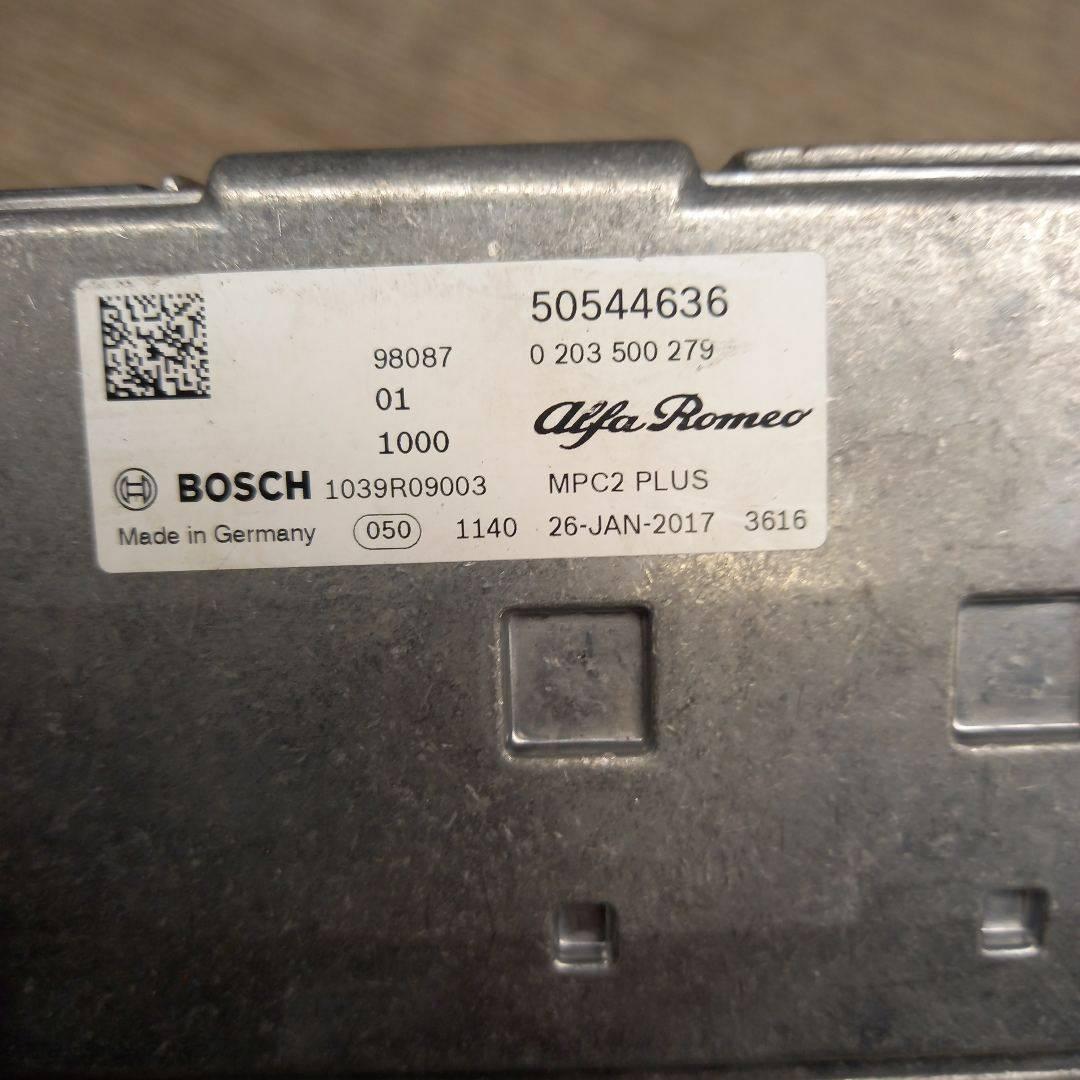 50544636
98087 0 203 500 279
01 Alfa Romeo
1000
BOSCH 1039R09003 MPC2 PLUS
Made in Germany 050 1140 26-JAN-2017 3616